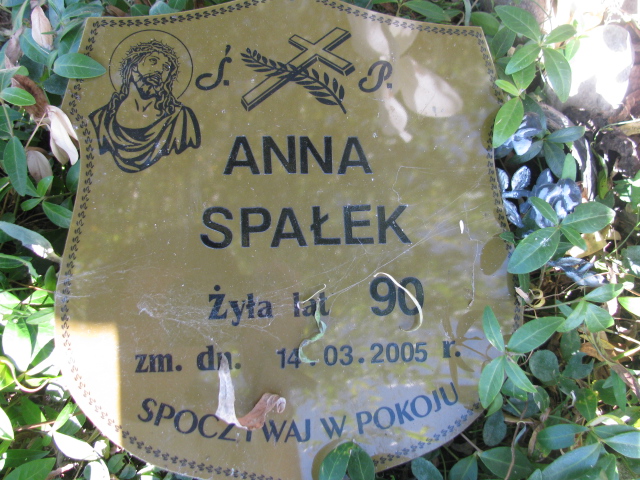 Ś. P.
ANNA
SPAŁEK
Żyła lat 90
zm. dn. 14.03.2005 r.
SPOCZYWAJ W POKOJU